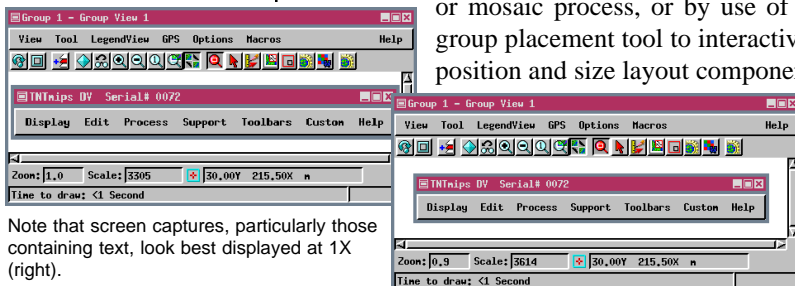 Group 1 - Group View 1
View Tool LegendView GPS Options Macros Help
TNTmips DV Serial# 0072
Display Edit Process Support Toolbars Custom Help
Zoom: 1.0 Scale: 3305 30.00Y 215.50X m
Time to draw: <1 Second
Note that screen captures, particularly those
containing text, look best displayed at 1X
(right).
or mosaic process, or by use of
group placement tool to interactiv
position and size layout compone
Group 1 - Group View 1
View Tool LegendView GPS Options Macros Help
TNTmips DV Serial# 0072
Display Edit Process Support Toolbars Custom Help
Zoom: 0.9 Scale: 3614 30.00Y 215.50X m
Time to draw: <1 Second